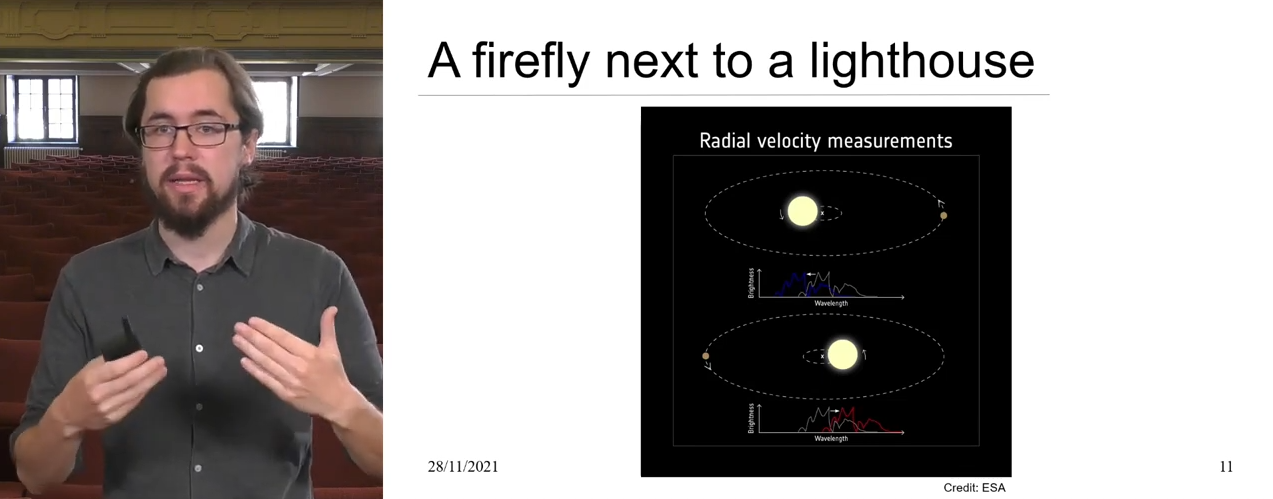 A firefly next to a lighthouse
Radial velocity measurements
x
Brightness
Wavelength
x
Brightness
Wavelength
28/11/2021
11
Credit: ESA